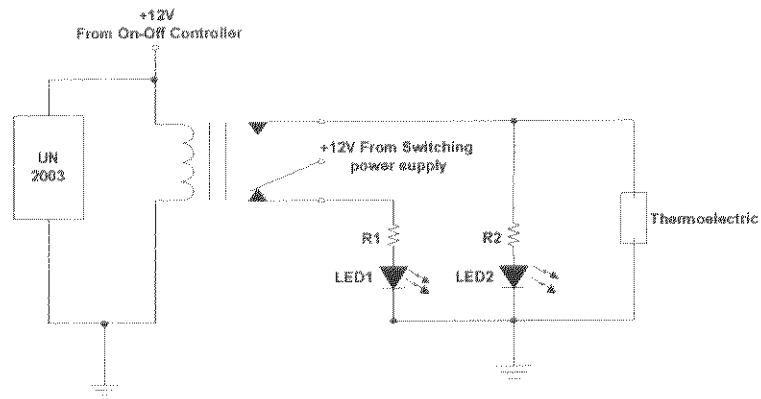 +12V
From On-Off Controller
UN
2003
+12V From Switching
power supply
R1
R2
Thermoelectric
LED1
LED2